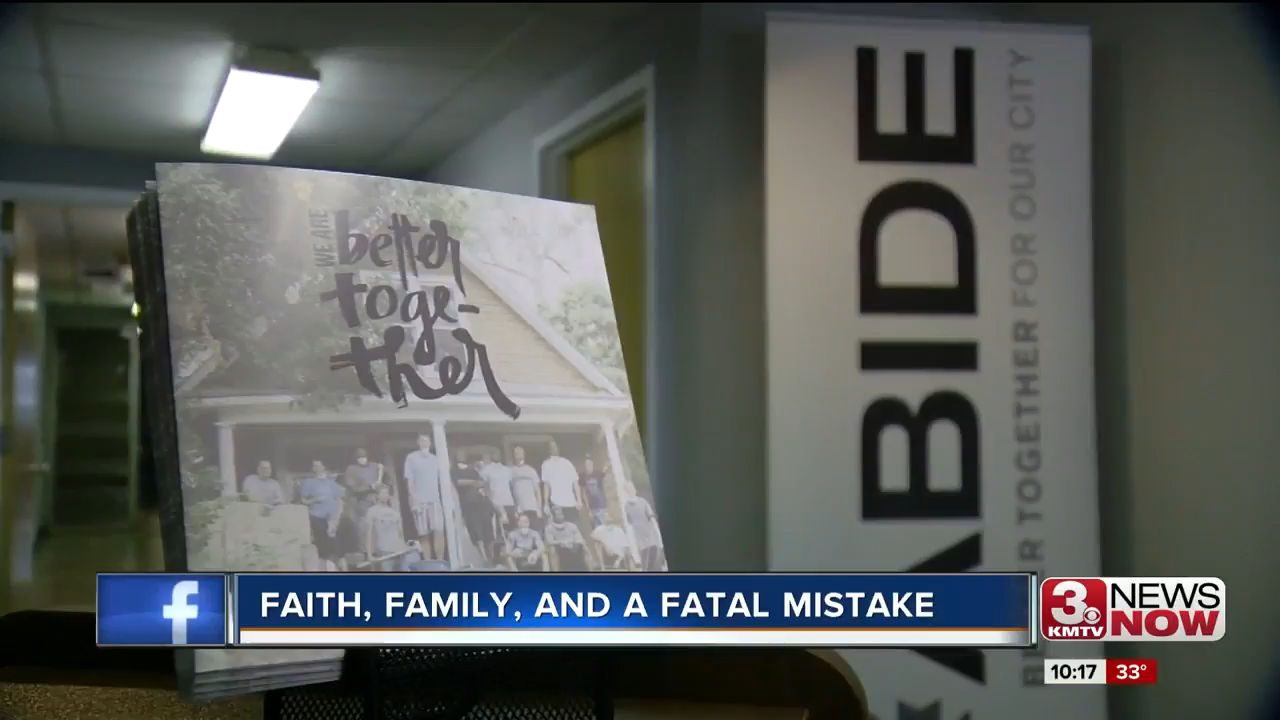 WE ARE
better
toge-
ther
ABIDE
BETTER TOGETHER FOR OUR CITY
f
FAITH, FAMILY, AND A FATAL MISTAKE
3
KMTV
NEWS
NOW
10:17 33°